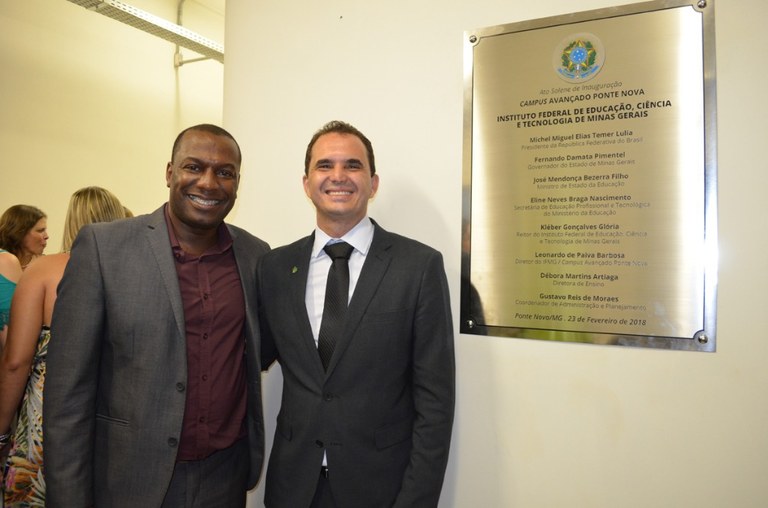 Ato Solene de Inauguração
CAMPUS AVANÇADO PONTE NOVA
INSTITUTO FEDERAL DE EDUCAÇÃO, CIÊNCIA
E TECNOLOGIA DE MINAS GERAIS
Michel Miguel Elias Temer Lulia
Presidente da República Federativa do Brasil
Fernando Damata Pimentel
Governador do Estado de Minas Gerais
José Mendonça Bezerra Filho
Ministro de Estado da Educação
Eline Neves Braga Nascimento
Secretária de Educação Profissional e Tecnológica
do Ministério da Educação
Kléber Gonçalves Glória
Reitor do Instituto Federal de Educação, Ciência
e Tecnologia de Minas Gerais
Leonardo de Paiva Barbosa
Diretor do IFMG / Campus Avançado Ponte Nova
Débora Martins Artiaga
Diretora de Ensino
Gustavo Reis de Moraes
Coordenador de Administração e Planejamento
Ponte Nova/MG , 23 de Fevereiro de 2018